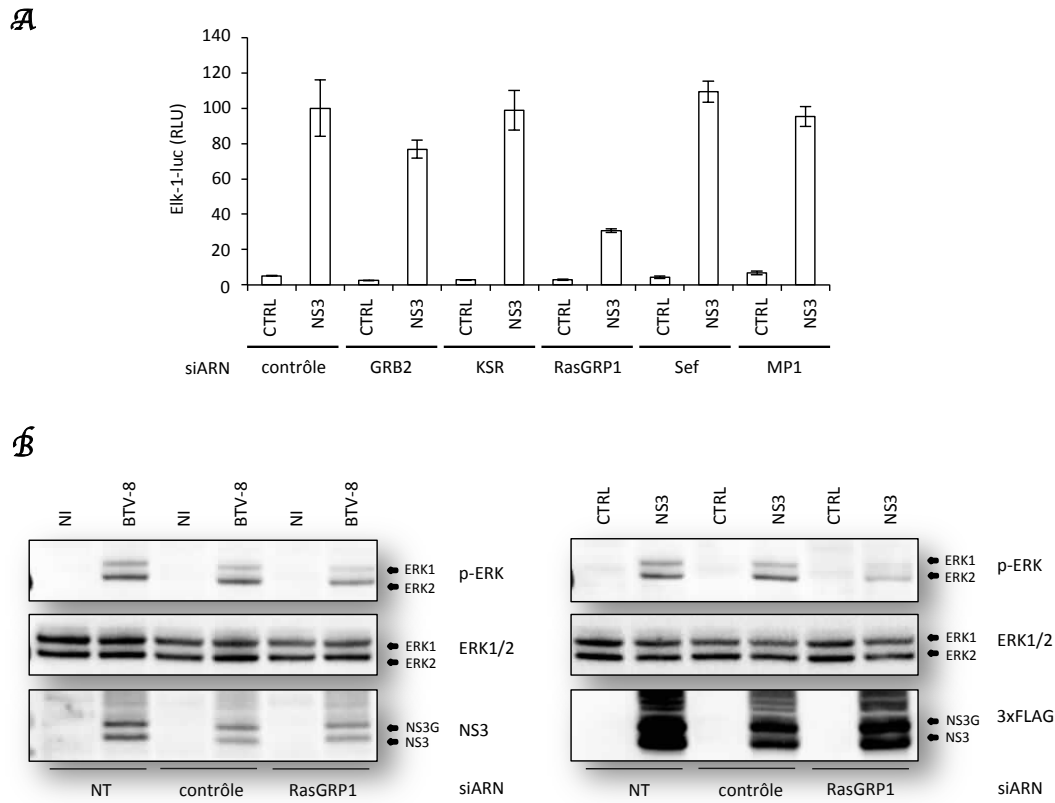 A
140
120
100
80
60
40
20
0
Elk-1-luc (RLU)
CTRL NS3 CTRL NS3 CTRL NS3 CTRL NS3 CTRL NS3 CTRL NS3
siARN contrôle GRB2 KSR RasGRP1 Sef MP1
B
NI BTV-8 NI BTV-8 NI BTV-8
ERK1
ERK2
p-ERK
ERK1
ERK2
ERK1/2
NS3G
NS3
NS3
NT contrôle RasGRP1 siARN
CTRL NS3 CTRL NS3 CTRL NS3
ERK1
ERK2
p-ERK
ERK1
ERK2
ERK1/2
NS3G
NS3
3xFLAG
NT contrôle RasGRP1 siARN